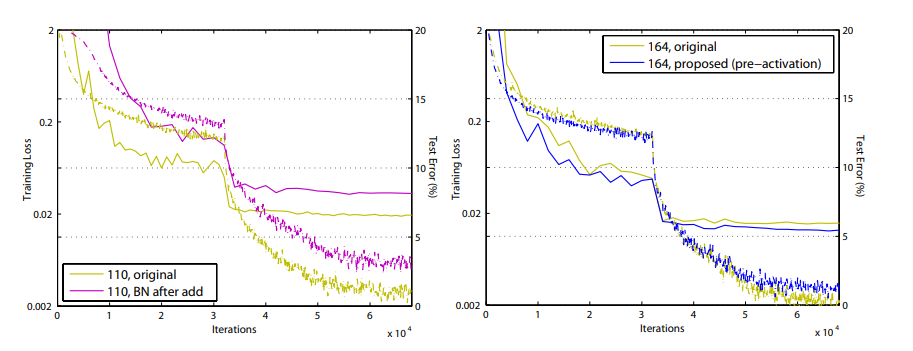 2
0.2
0.02
0.002
Training Loss
20
15
10
5
0
Test Error (%)
110, original
110, BN after add
0 1 2 3 4 5 6
Iterations
x 10^4
2
0.2
0.02
0.002
Training Loss
20
15
10
5
0
Test Error (%)
164, original
164, proposed (pre−activation)
0 1 2 3 4 5 6
Iterations
x 10^4